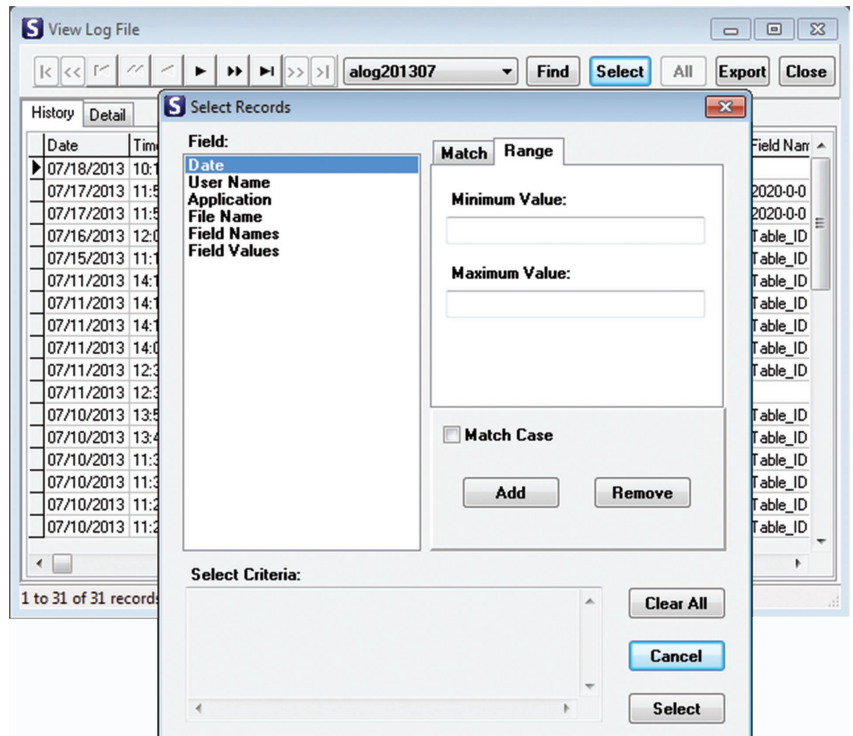 S View Log File
|< << >> >| alog201307 Find Select All Export Close
History Detail
Date Field Nam
07/18/2013 10:1
07/17/2013 11:5 2020-0-0
07/17/2013 11:5 2020-0-0
07/16/2013 12:0 Table_ID
07/15/2013 11:1 Table_ID
07/11/2013 14:1 Table_ID
07/11/2013 14:1 Table_ID
07/11/2013 14:1 Table_ID
07/11/2013 14:0 Table_ID
07/11/2013 12:3 Table_ID
07/11/2013 12:3
07/10/2013 13:5 Table_ID
07/10/2013 13:4 Table_ID
07/10/2013 11:3 Table_ID
07/10/2013 11:3 Table_ID
07/10/2013 11:2 Table_ID
07/10/2013 11:2 Table_ID
1 to 31 of 31 records
S Select Records
Field:
Date
User Name
Application
File Name
Field Names
Field Values
Match Range
Minimum Value:
Maximum Value:
Match Case
Add Remove
Select Criteria:
Clear All
Cancel
Select